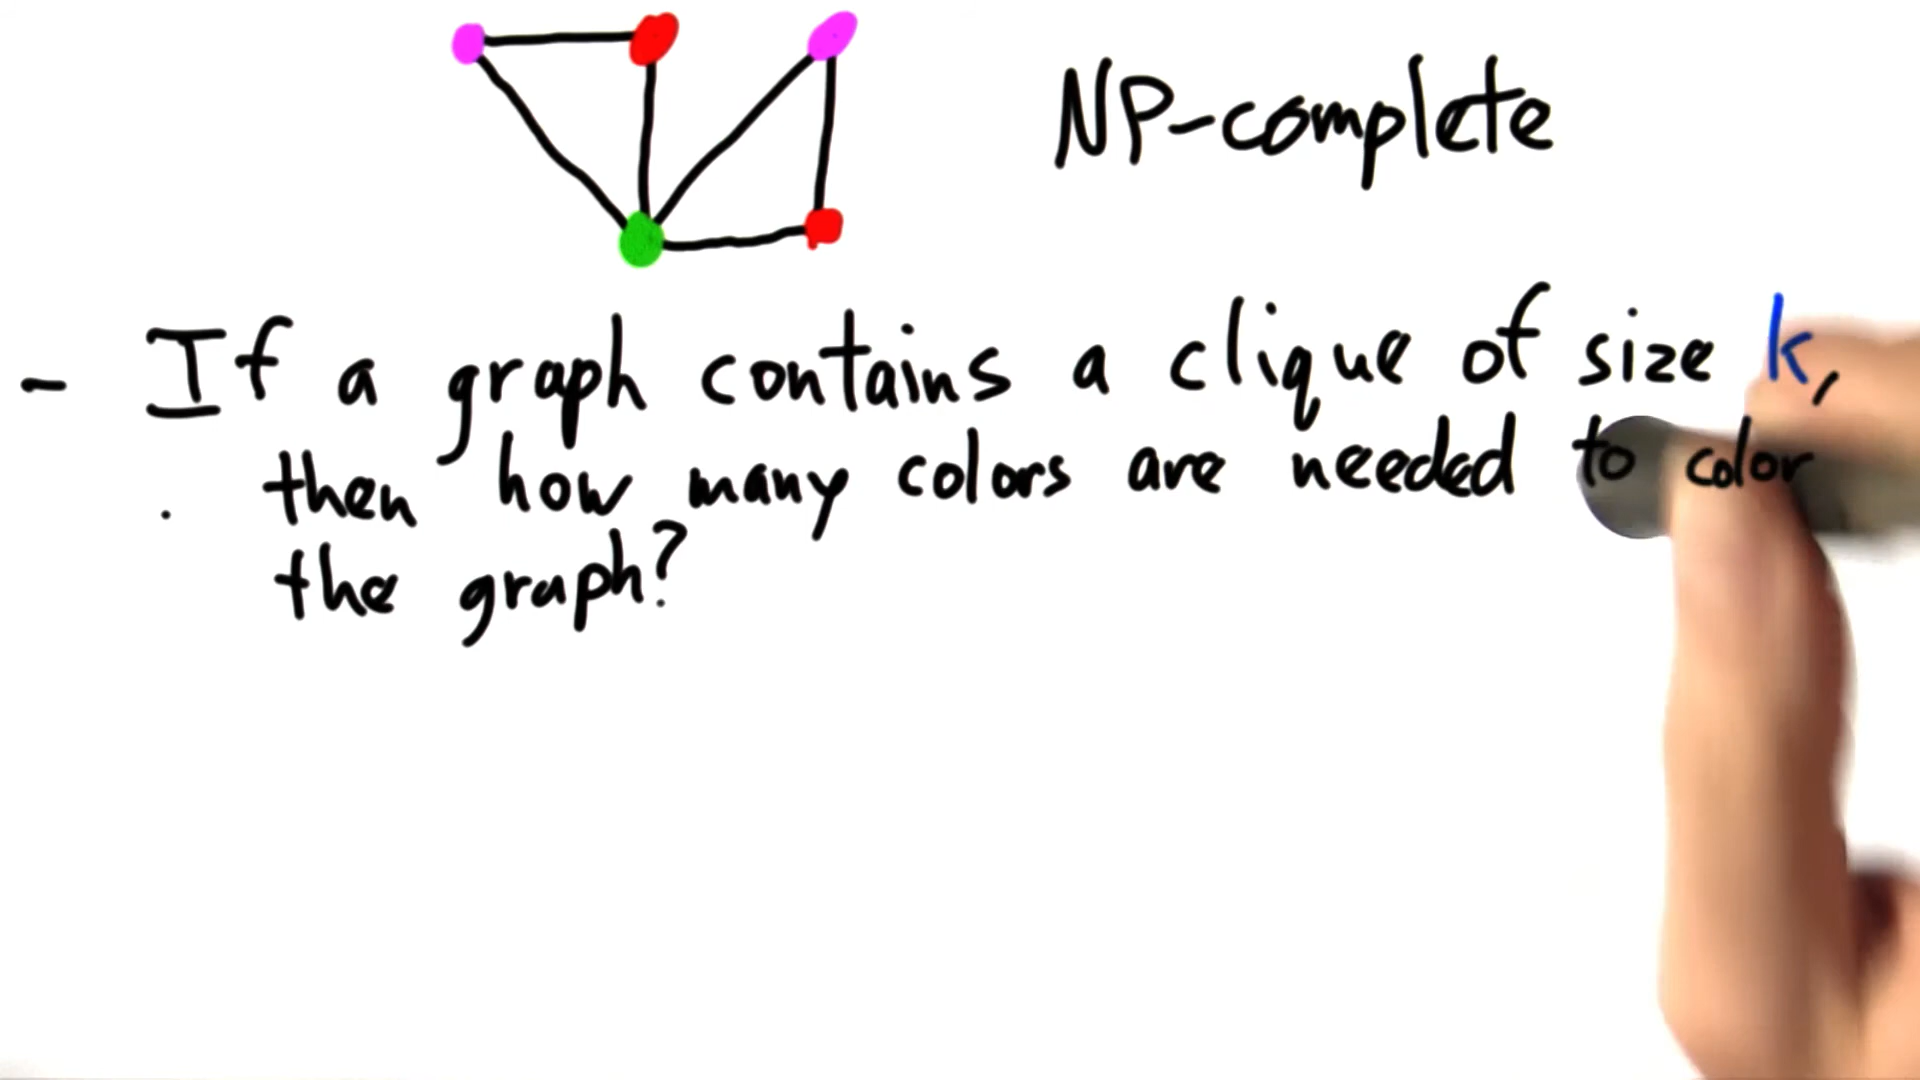 NP-complete
- If a graph contains a clique of size k,
then how many colors are needed to color
the graph?